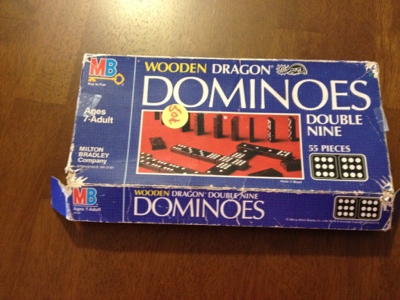 MB
WOODEN DRAGON®
DOMINOES
DOUBLE
NINE
55 PIECES
Ages
7-Adult
MILTON
BRADLEY
Company
MB
Ages 7-Adult
WOODEN DRAGON DOUBLE NINE
DOMINOES